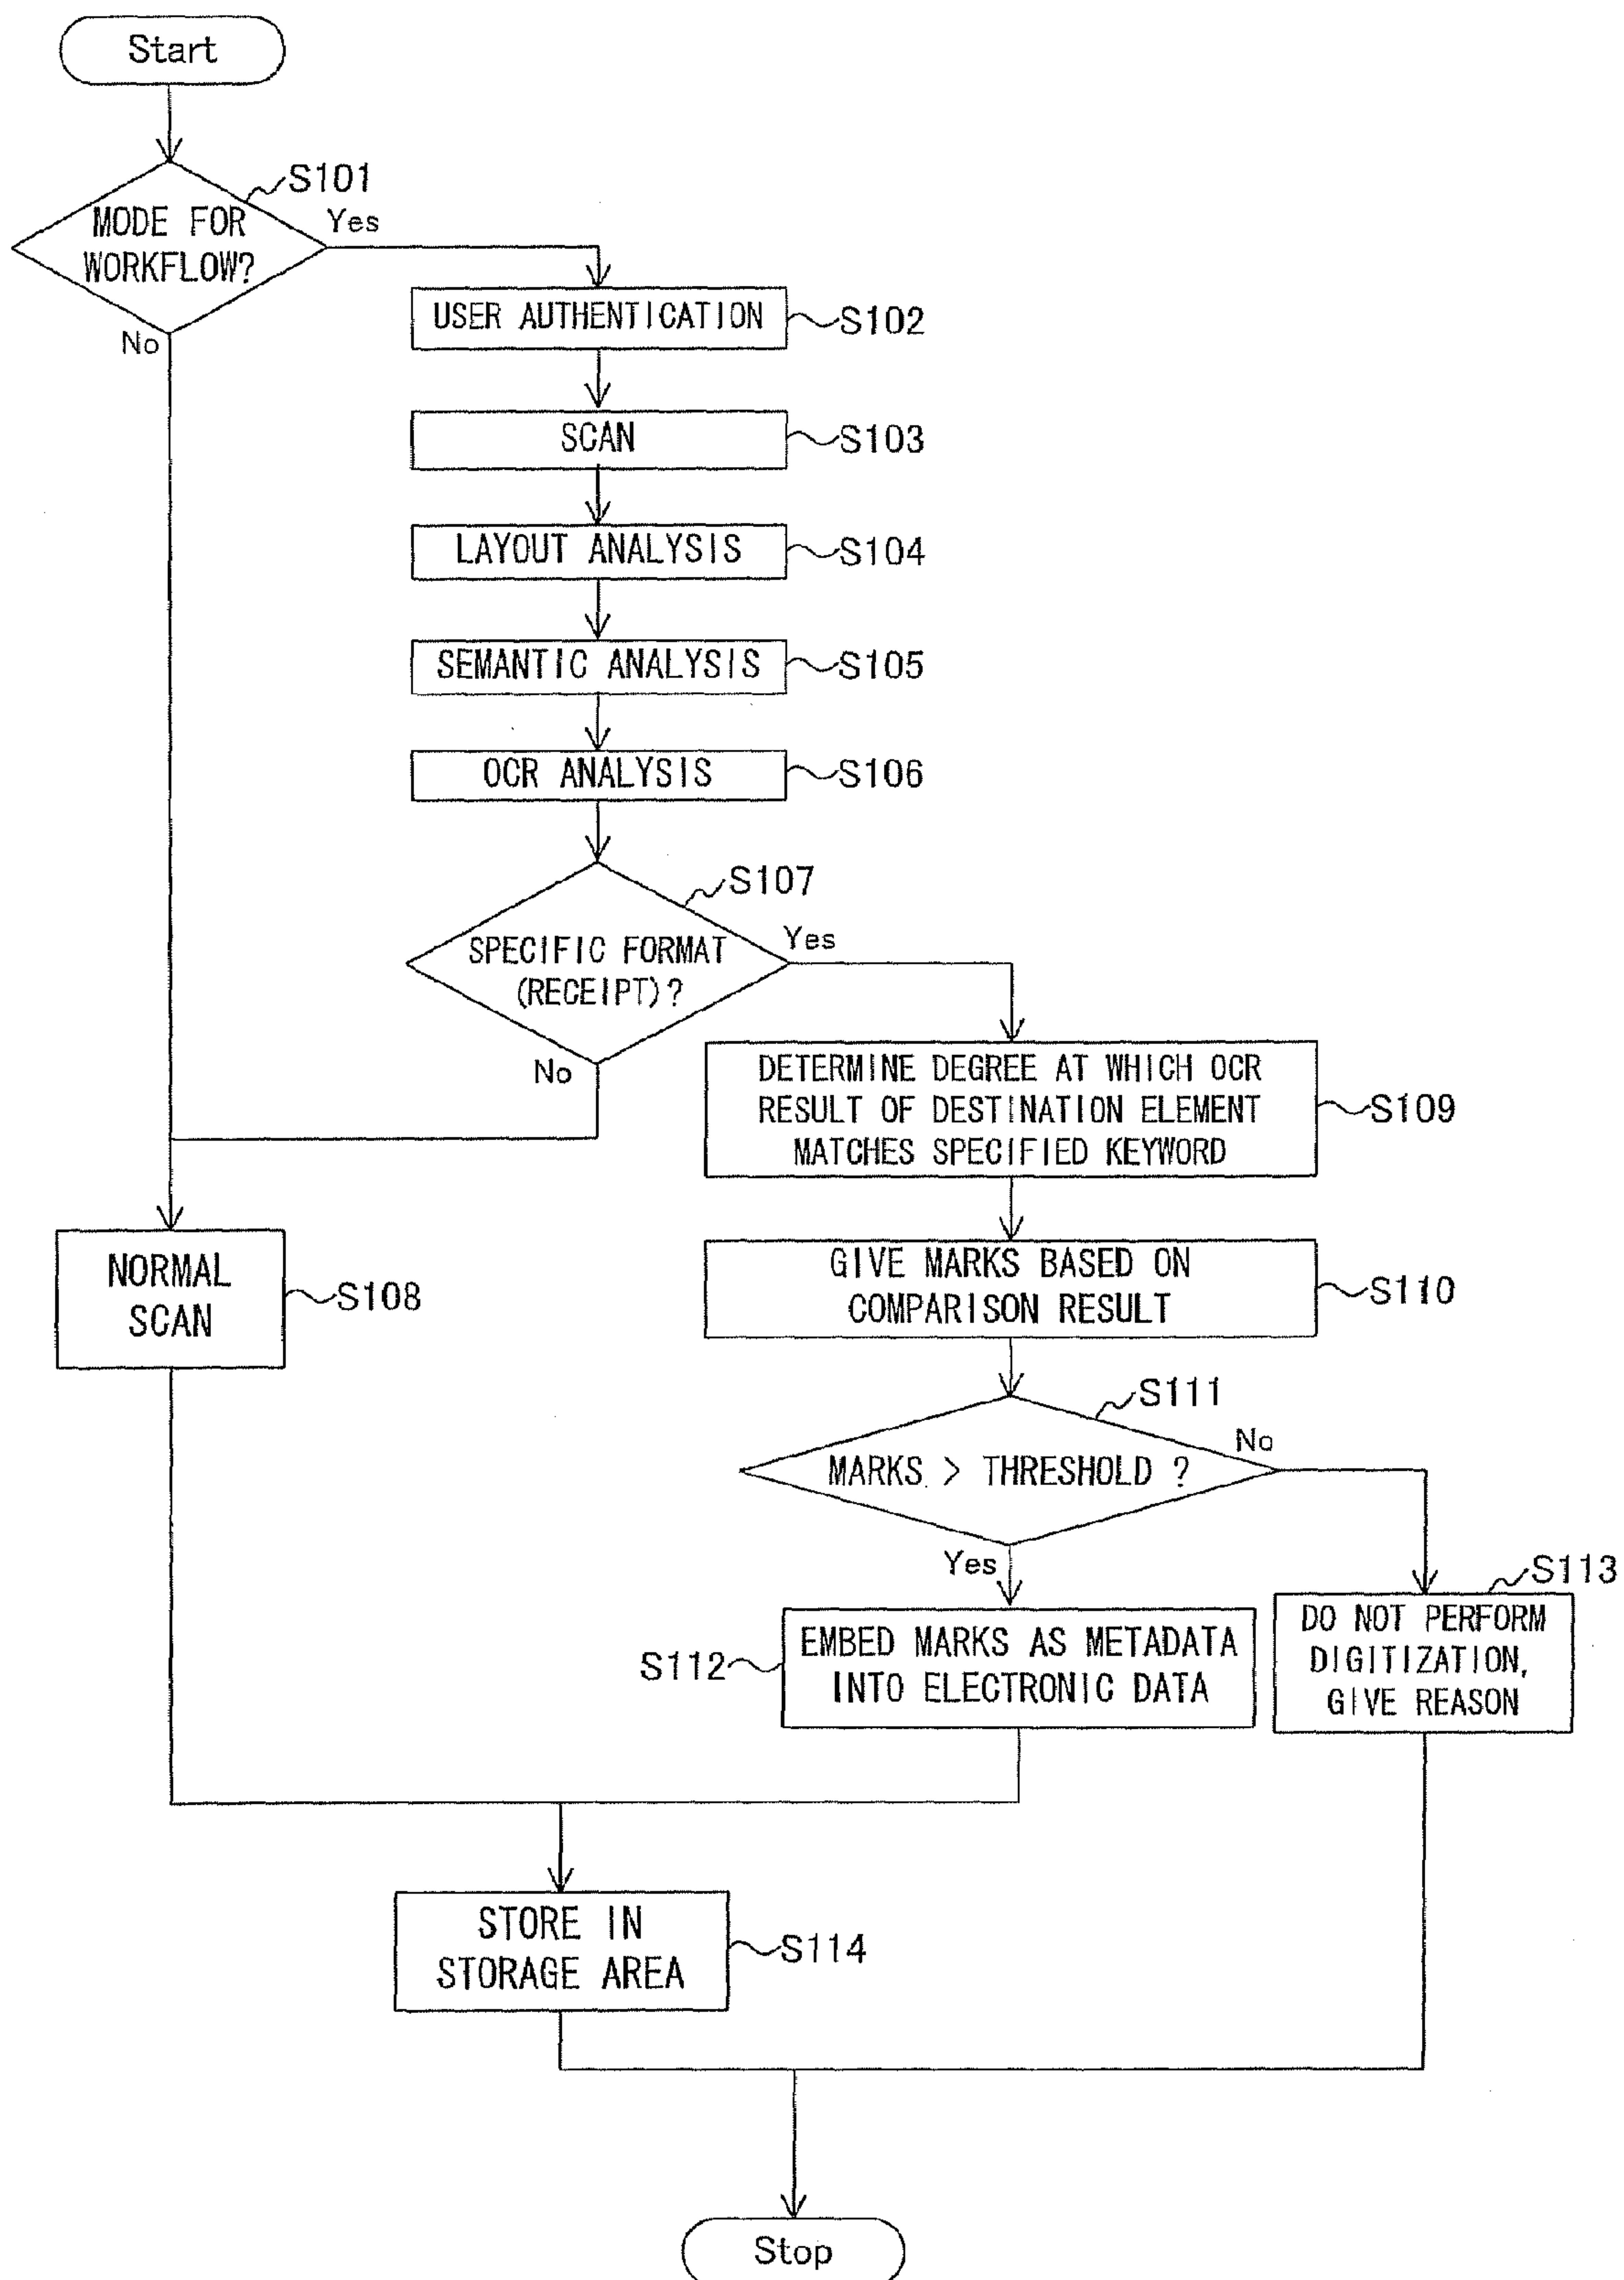 Start
S101
MODE FOR
WORKFLOW?
Yes
No
USER AUTHENTICATION
S102
SCAN
S103
LAYOUT ANALYSIS
S104
SEMANTIC ANALYSIS
S105
OCR ANALYSIS
S106
S107
SPECIFIC FORMAT
(RECEIPT)?
Yes
No
DETERMINE DEGREE AT WHICH OCR
RESULT OF DESTINATION ELEMENT
MATCHES SPECIFIED KEYWORD
S109
NORMAL
SCAN
S108
GIVE MARKS BASED ON
COMPARISON RESULT
S110
S111
MARKS > THRESHOLD ?
No
Yes
S112
EMBED MARKS AS METADATA
INTO ELECTRONIC DATA
S113
DO NOT PERFORM
DIGITIZATION,
GIVE REASON
STORE IN
STORAGE AREA
S114
Stop